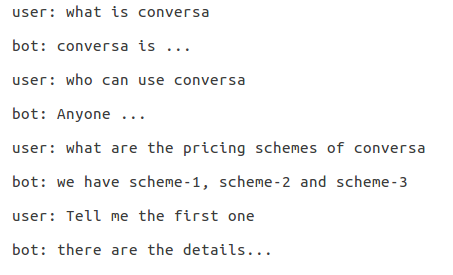 user: what is conversa
bot: conversa is ...
user: who can use conversa
bot: Anyone ...
user: what are the pricing schemes of conversa
bot: we have scheme-1, scheme-2 and scheme-3
user: Tell me the first one
bot: there are the details...